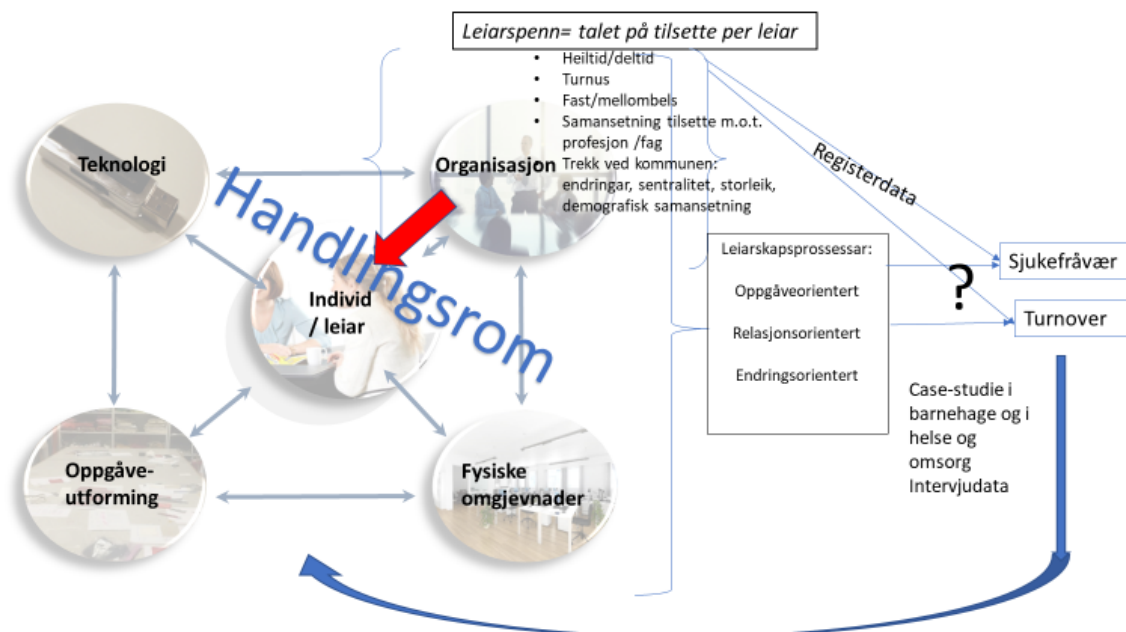 Leiarspenn= talet på tilsette per leiar
• Heiltid/deltid
• Turnus
• Fast/mellombels
• Samansetning tilsette m.o.t.
profesjon /fag
• Trekk ved kommunen:
endringar, sentralitet, storleik,
demografisk samansetning
Teknologi
Organisasjon
Handlingsrom
Individ
/ leiar
Oppgåve-
utforming
Fysiske
omgjevnader
Leiarskapsprossessar:
Oppgåveorientert
Relasjonsorientert
Endringsorientert
Registerdata
?
Sjukefråvær
Turnover
Case-studie i
barnehage og i
helse og
omsorg
Intervjudata